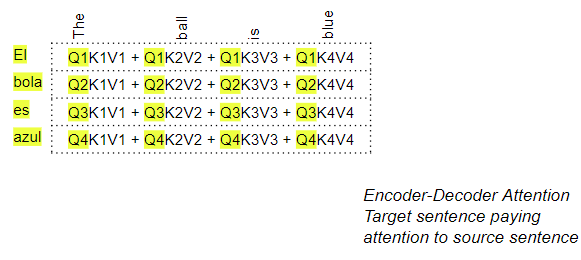 The ball is blue
El Q1K1V1 + Q1K2V2 + Q1K3V3 + Q1K4V4
bola Q2K1V1 + Q2K2V2 + Q2K3V3 + Q3K4V4
es Q3K1V1 + Q3K2V2 + Q3K3V3 + Q3K4V4
azul Q4K1V1 + Q4K2V2 + Q4K3V3 + Q4K4V4
Encoder-Decoder Attention
Target sentence paying
attention to source sentence